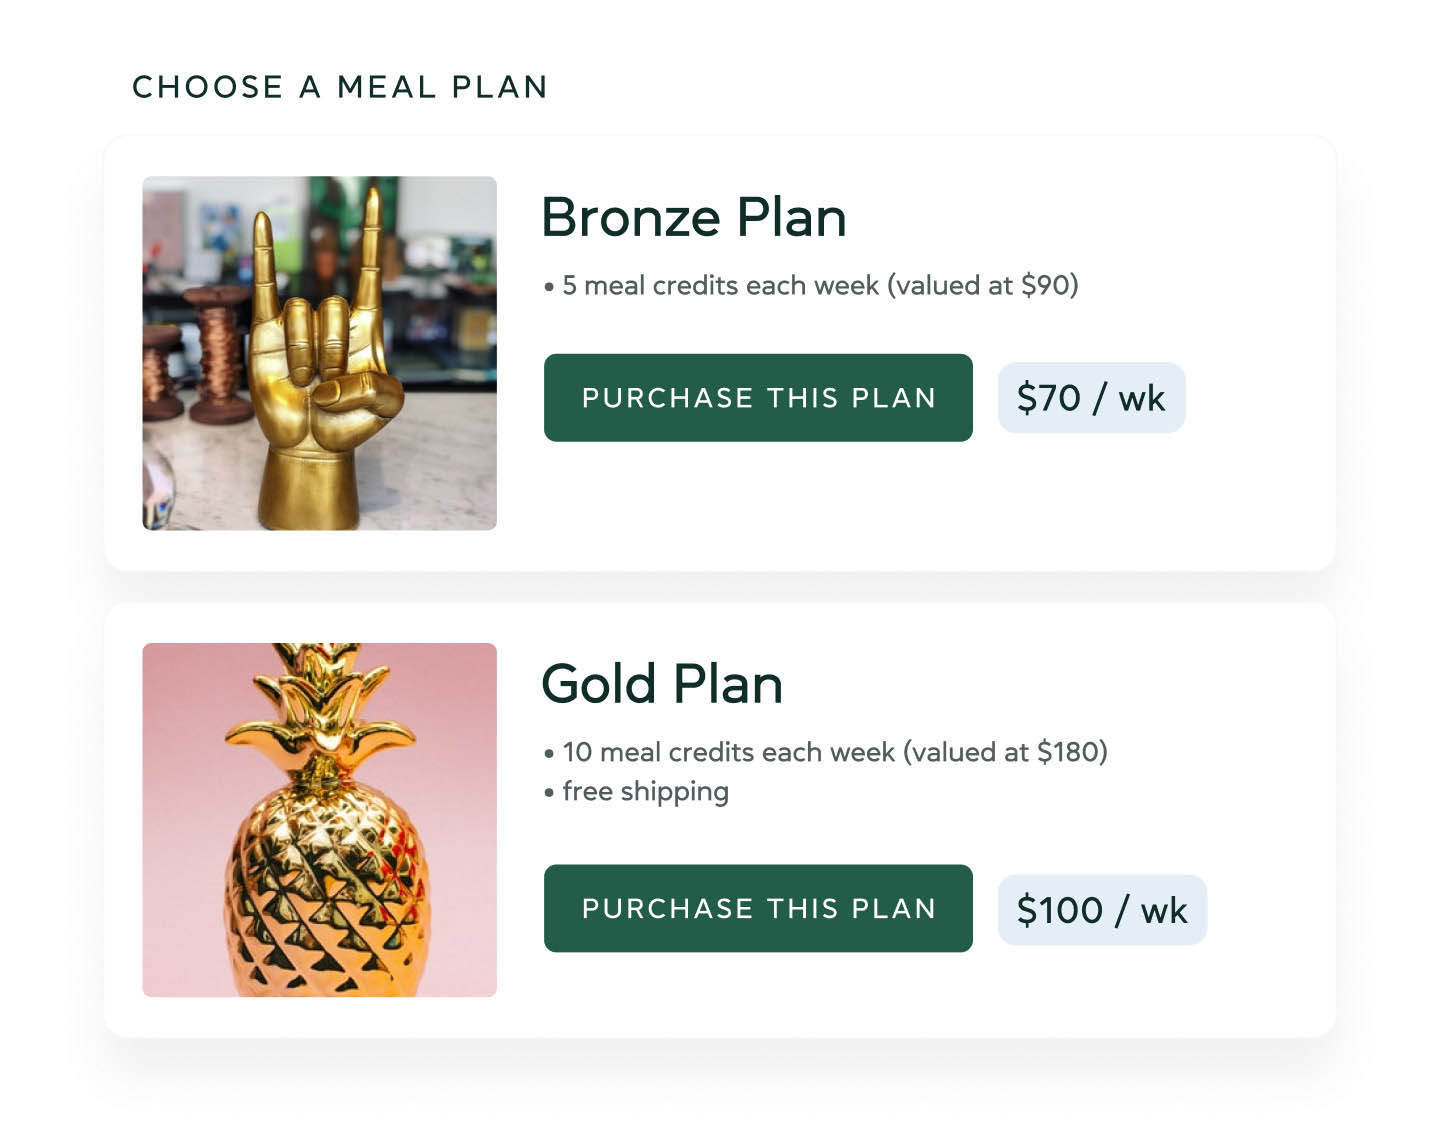 CHOOSE A MEAL PLAN
Bronze Plan
• 5 meal credits each week (valued at $90)
PURCHASE THIS PLAN
$70 / wk
Gold Plan
• 10 meal credits each week (valued at $180)
• free shipping
PURCHASE THIS PLAN
$100 / wk